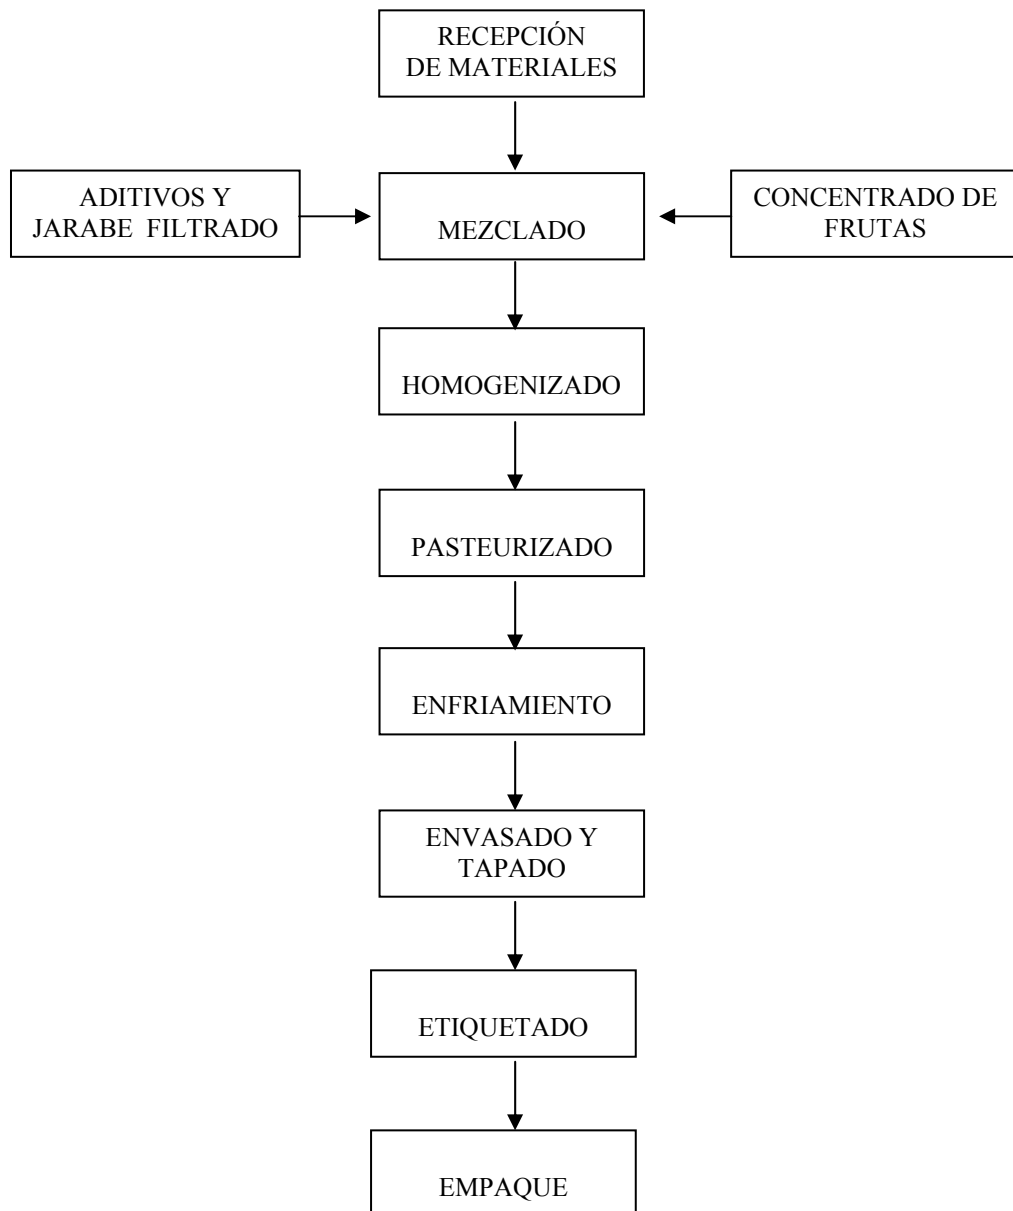 RECEPCIÓN
DE MATERIALES
ADITIVOS Y
JARABE FILTRADO
MEZCLADO
CONCENTRADO DE
FRUTAS
HOMOGENIZADO
PASTEURIZADO
ENFRIAMIENTO
ENVASADO Y
TAPADO
ETIQUETADO
EMPAQUE